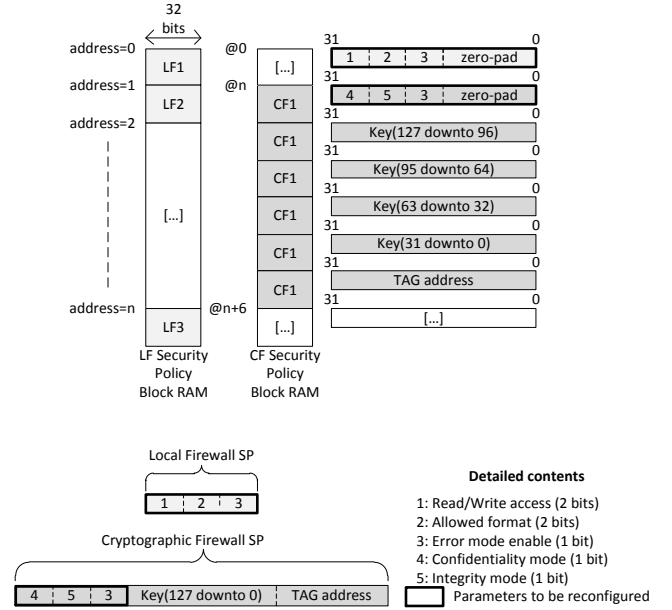 32
bits
address=0
@0
31
0
LF1
[...]
1
2
3
zero-pad
address=1
@n
31
0
LF2
CF1
4
5
3
zero-pad
address=2
31
0
CF1
Key(127 downto 96)
31
0
CF1
Key(95 downto 64)
31
0
[...]
CF1
Key(63 downto 32)
31
0
CF1
Key(31 downto 0)
31
0
CF1
TAG address
address=n
@n+6
31
0
LF3
[...]
[...]
LF Security
Policy
Block RAM
CF Security
Policy
Block RAM
Local Firewall SP
1
2
3
Cryptographic Firewall SP
4
5
3
Key(127 downto 0)
TAG address
Detailed contents
1: Read/Write access (2 bits)
2: Allowed format (2 bits)
3: Error mode enable (1 bit)
4: Confidentiality mode (1 bit)
5: Integrity mode (1 bit)
Parameters to be reconfigured